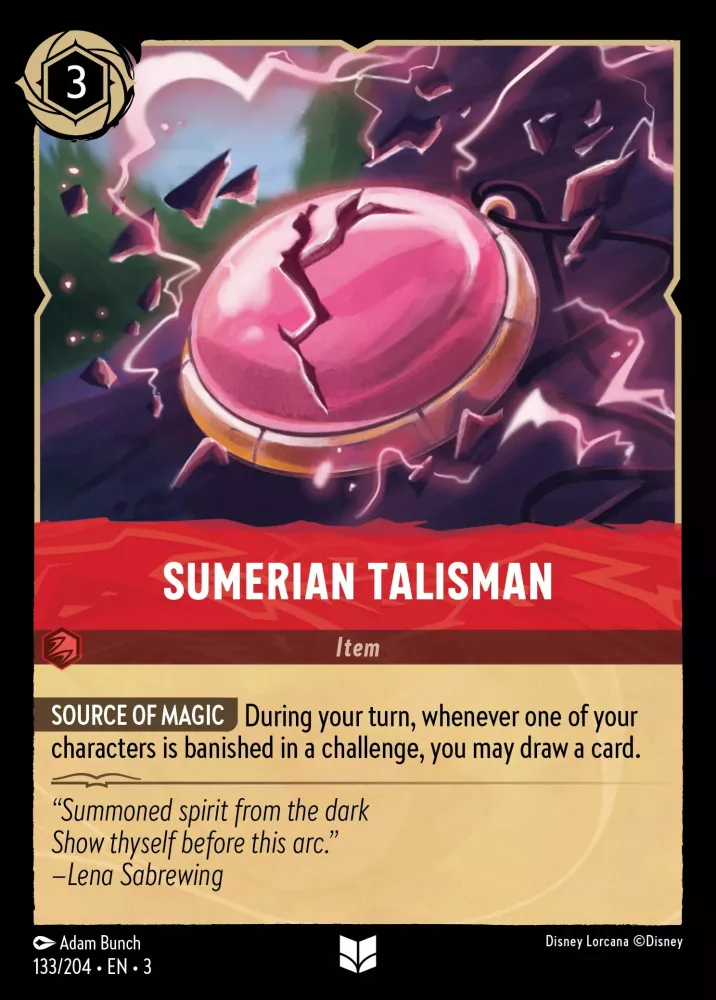 3
SUMERIAN TALISMAN
Item
SOURCE OF MAGIC During your turn, whenever one of your
characters is banished in a challenge, you may draw a card.
“Summoned spirit from the dark
Show thyself before this arc.”
–Lena Sabrewing
Adam Bunch
Disney Lorcana ©Disney
133/204 • EN • 3